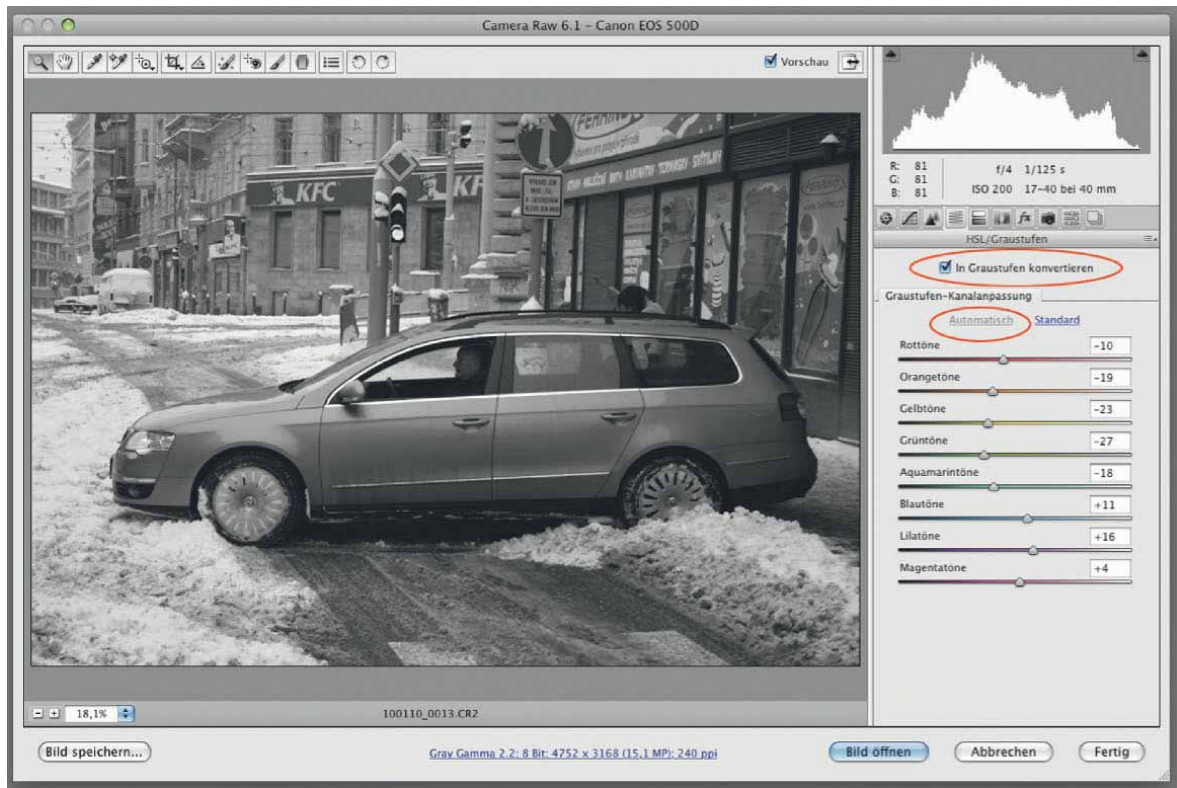 Camera Raw 6.1 – Canon EOS 500D
Vorschau
KFC
KF
R: 81
G: 81
B: 81
f/4 1/125 s
ISO 200 17-40 bei 40 mm
HSL/Graustufen
In Graustufen konvertieren
Graustufen-Kanalanpassung
Automatisch Standard
Rottöne -10
Orangetöne -19
Gelbtöne -23
Grüntöne -27
Aquamarintöne -18
Blautöne +11
Lilatöne +16
Magentatöne +4
18,1%
100110_0013.CR2
Bild speichern...
Gray Gamma 2.2; 8 Bit; 4752 x 3168 (15,1 MP); 240 ppi
Bild öffnen Abbrechen Fertig